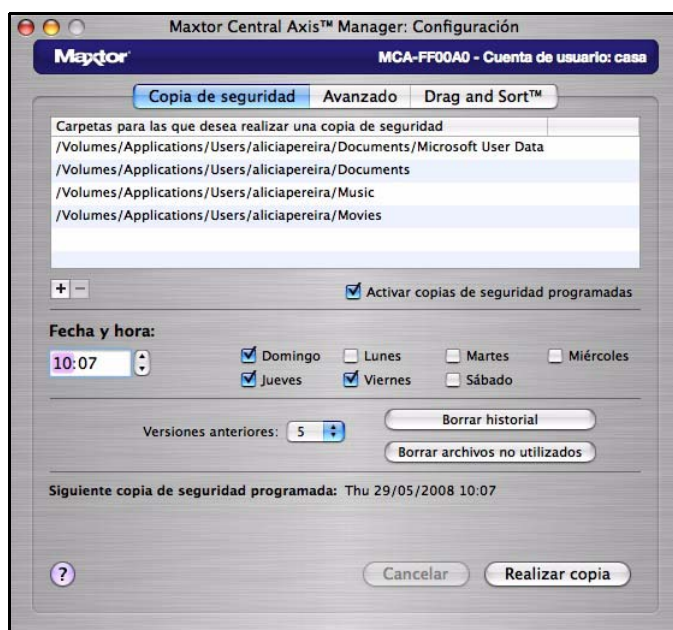 Maxtor Central Axis™ Manager: Configuración
Maxtor MCA-FF00A0 - Cuenta de usuario: casa
Copia de seguridad Avanzado Drag and Sort™
Carpetas para las que desea realizar una copia de seguridad
/Volumes/Applications/Users/aliciapereira/Documents/Microsoft User Data
/Volumes/Applications/Users/aliciapereira/Documents
/Volumes/Applications/Users/aliciapereira/Music
/Volumes/Applications/Users/aliciapereira/Movies
+ − Activar copias de seguridad programadas
Fecha y hora:
10:07 Domingo Lunes Martes Miércoles
Jueves Viernes Sábado
Versiones anteriores: 5 Borrar historial
Borrar archivos no utilizados
Siguiente copia de seguridad programada: Thu 29/05/2008 10:07
? Cancelar Realizar copia